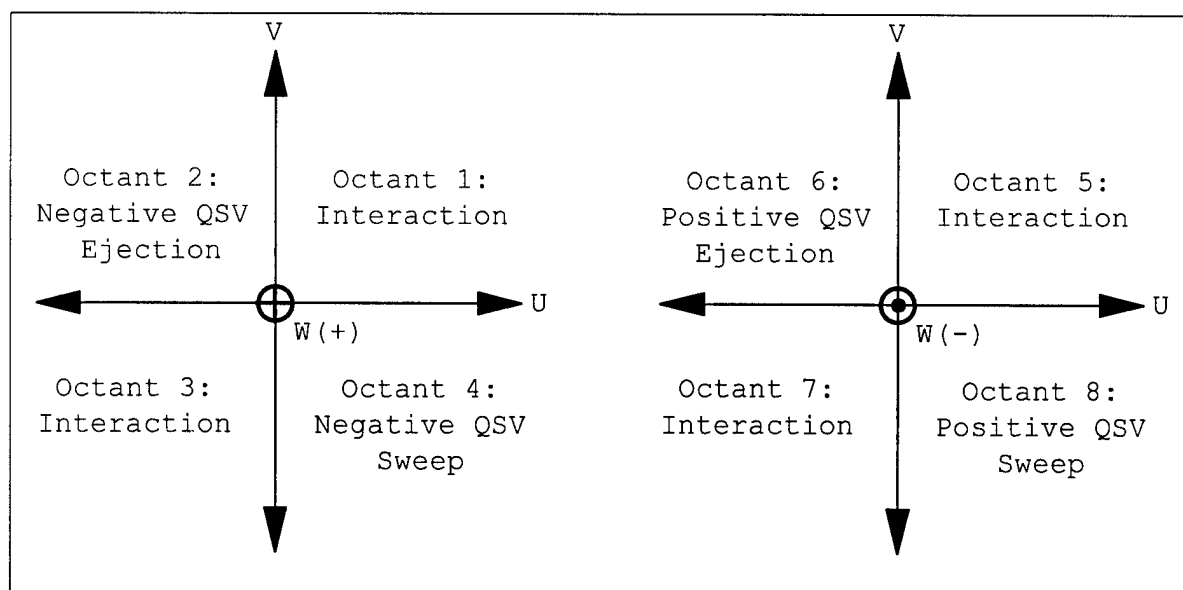 V
Octant 2:
Negative QSV
Ejection
Octant 1:
Interaction
U
W(+)
Octant 3:
Interaction
Octant 4:
Negative QSV
Sweep
V
Octant 6:
Positive QSV
Ejection
Octant 5:
Interaction
U
W(-)
Octant 7:
Interaction
Octant 8:
Positive QSV
Sweep